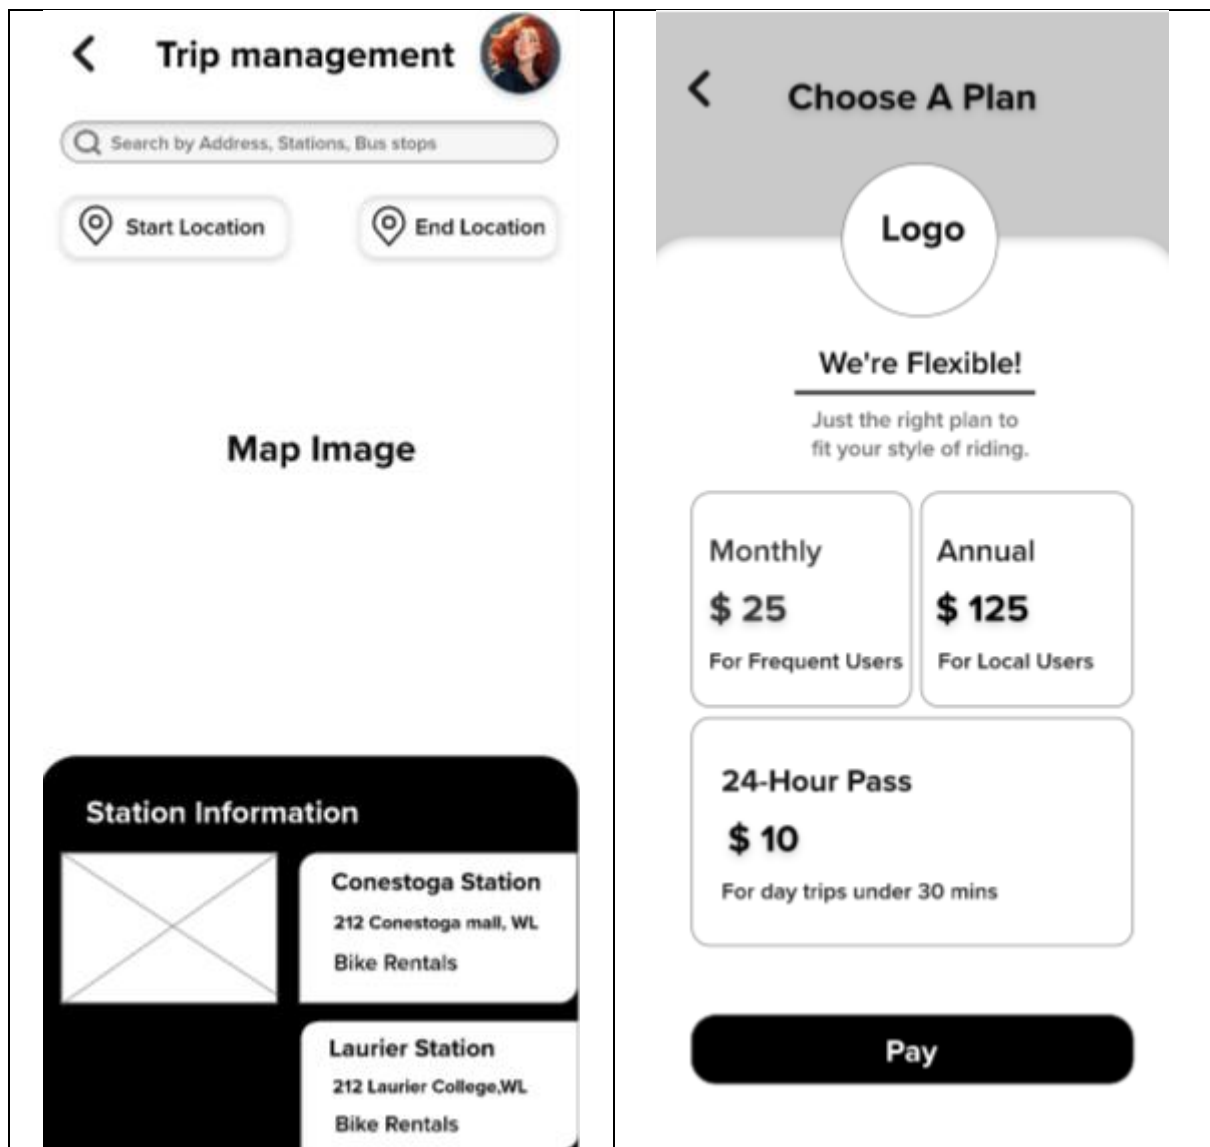 Trip management
Search by Address, Stations, Bus stops
Start Location
End Location
Map Image
Station Information
Conestoga Station
212 Conestoga mall, WL
Bike Rentals
Laurier Station
212 Laurier College,WL
Bike Rentals
Choose A Plan
Logo
We're Flexible!
Just the right plan to
fit your style of riding.
Monthly
$ 25
For Frequent Users
Annual
$ 125
For Local Users
24-Hour Pass
$ 10
For day trips under 30 mins
Pay